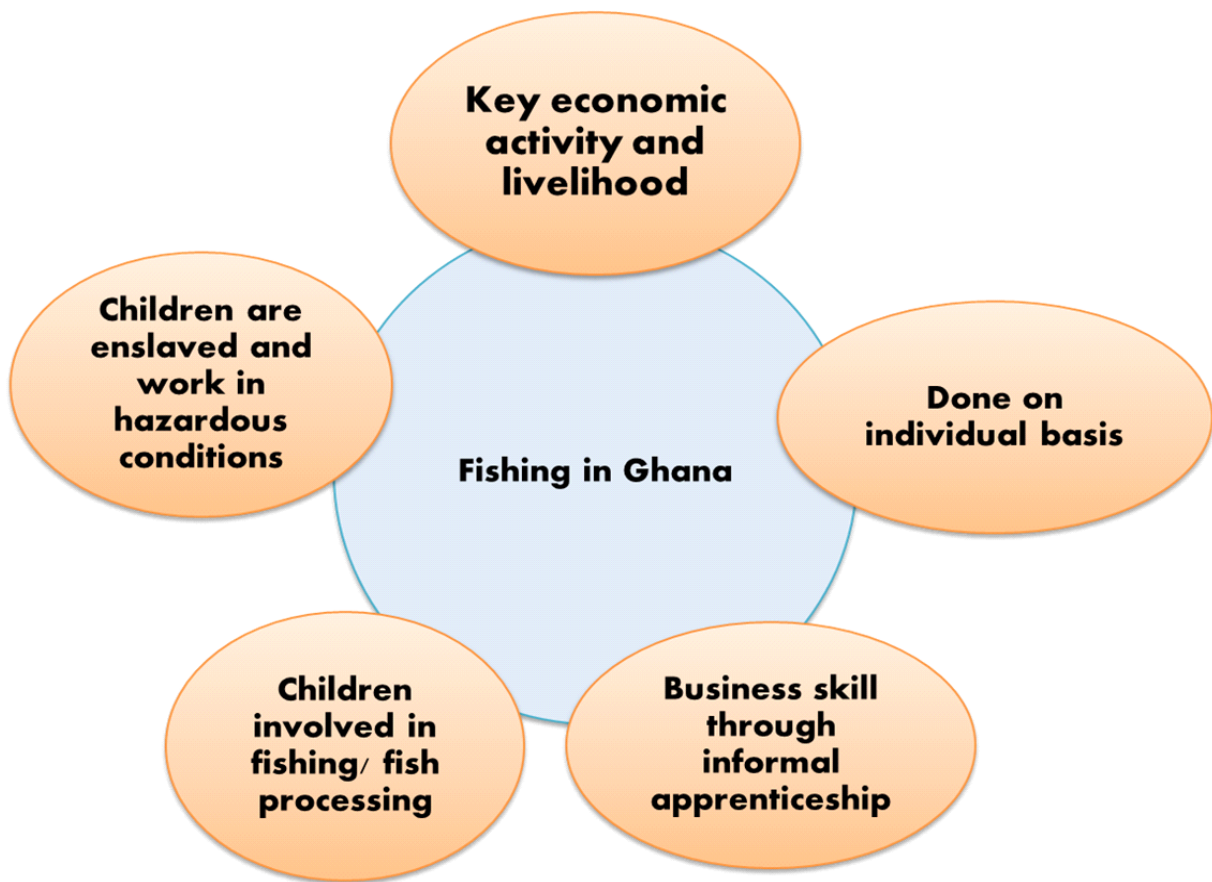 Key economic
activity and
livelihood
Children are
enslaved and
work in
hazardous
conditions
Done on
individual basis
Fishing in Ghana
Children
involved in
fishing/ fish
processing
Business skill
through
informal
apprenticeship